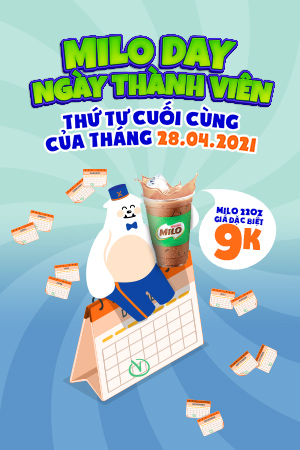 MILO DAY
NGÀY THÀNH VIÊN
THỨ TƯ CUỐI CÙNG
CỦA THÁNG 28.04.2021
MILO 22OZ
GIÁ ĐẶC BIỆT
9K
MILO